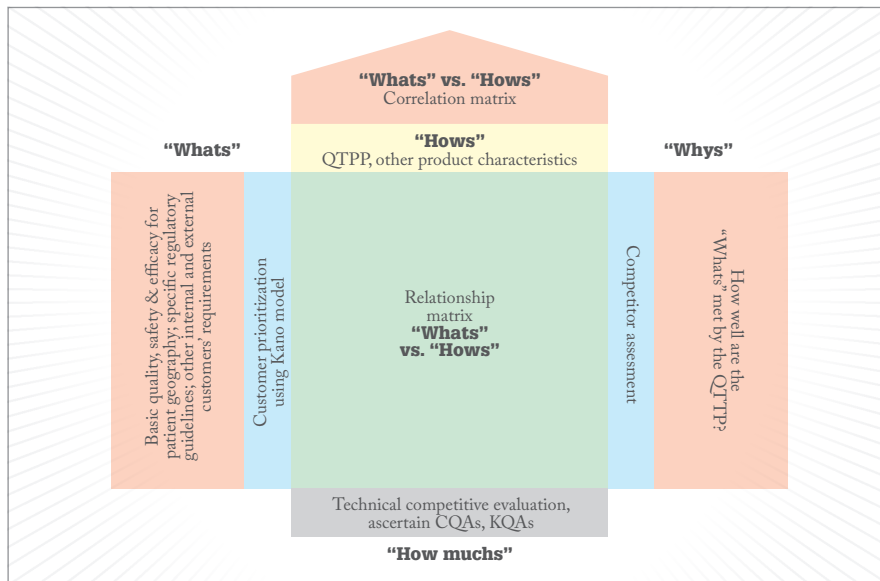 “Whats” vs. “Hows”
Correlation matrix
“Hows”
QTPP, other product characteristics
“Whats”
“Whys”
Basic quality, safety & efficacy for
patient geography; specific regulatory
guidelines; other internal and external
customers’ requirements
Customer prioritization
using Kano model
Relationship
matrix
“Whats”
vs. “Hows”
Competitor assesment
How well are the
“Whats” met by the QTTP?
Technical competitive evaluation,
ascertain CQAs, KQAs
“How muchs”